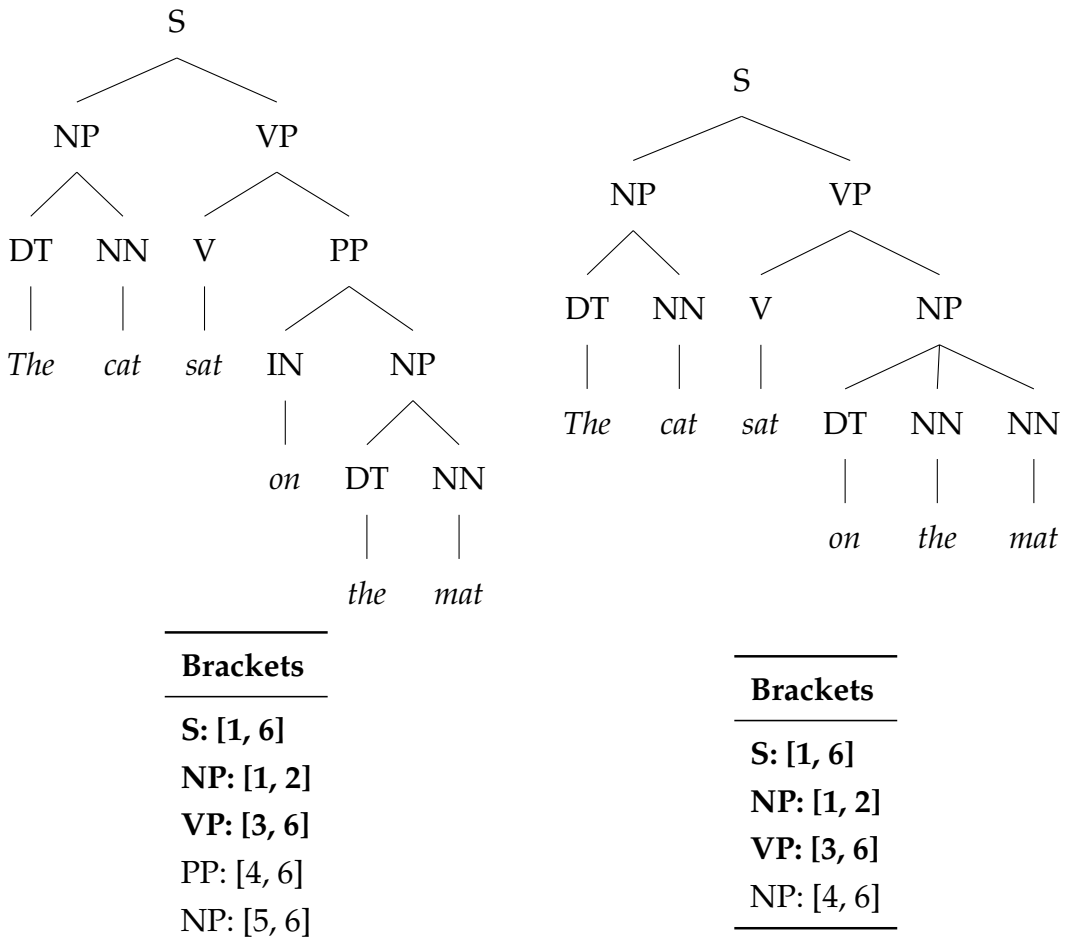 S
NP VP
DT NN V PP
The cat sat IN NP
on DT NN
the mat
Brackets
S: [1, 6]
NP: [1, 2]
VP: [3, 6]
PP: [4, 6]
NP: [5, 6]
S
NP VP
DT NN V NP
The cat sat DT NN NN
on the mat
Brackets
S: [1, 6]
NP: [1, 2]
VP: [3, 6]
NP: [4, 6]